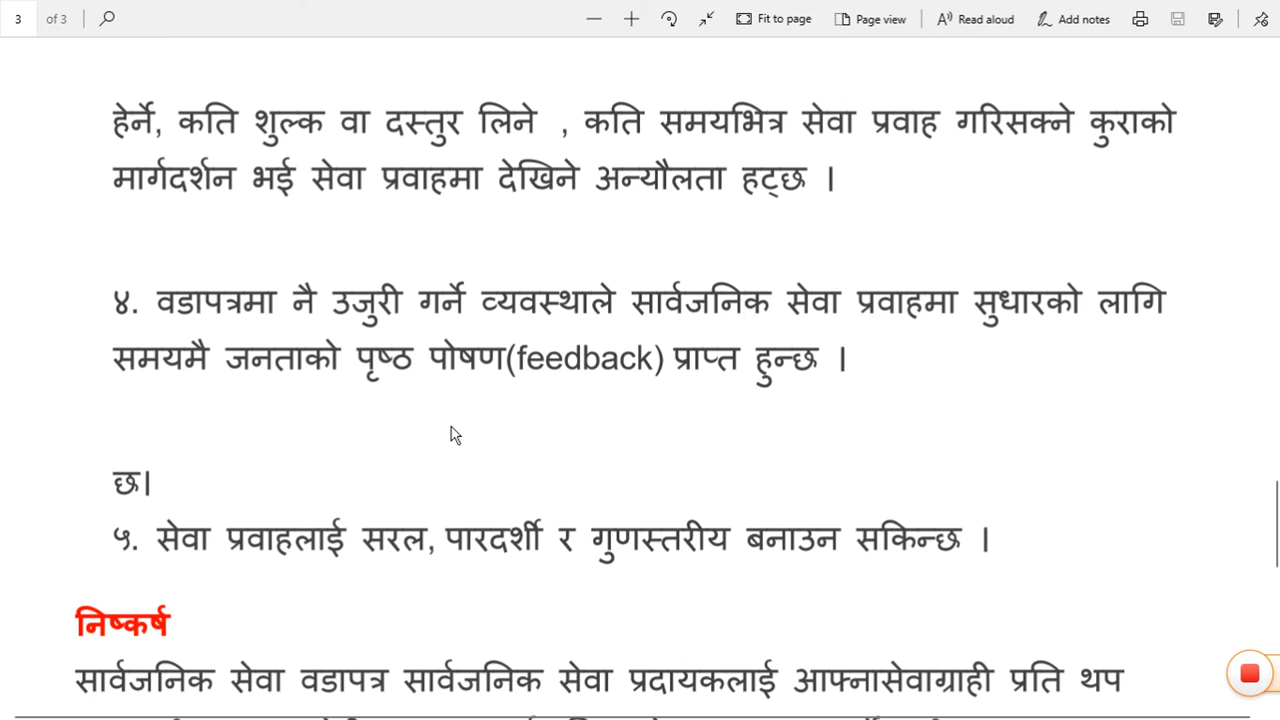 3 of 3 Fit to page Page view Read aloud Add notes
हेर्ने, कति शुल्क वा दस्तुर लिने , कति समयभित्र सेवा प्रवाह गरिसक्ने कुराको
मार्गदर्शन भई सेवा प्रवाहमा देखिने अन्यौलता हट्छ ।
४. वडापत्रमा नै उजुरी गर्ने व्यवस्थाले सार्वजनिक सेवा प्रवाहमा सुधारको लागि
समयमै जनताको पृष्ठ पोषण(feedback) प्राप्त हुन्छ ।
छ।
५. सेवा प्रवाहलाई सरल, पारदर्शी र गुणस्तरीय बनाउन सकिन्छ ।
निष्कर्ष
सार्वजनिक सेवा वडापत्र सार्वजनिक सेवा प्रदायकलाई आफ्नासेवाग्राही प्रति थप